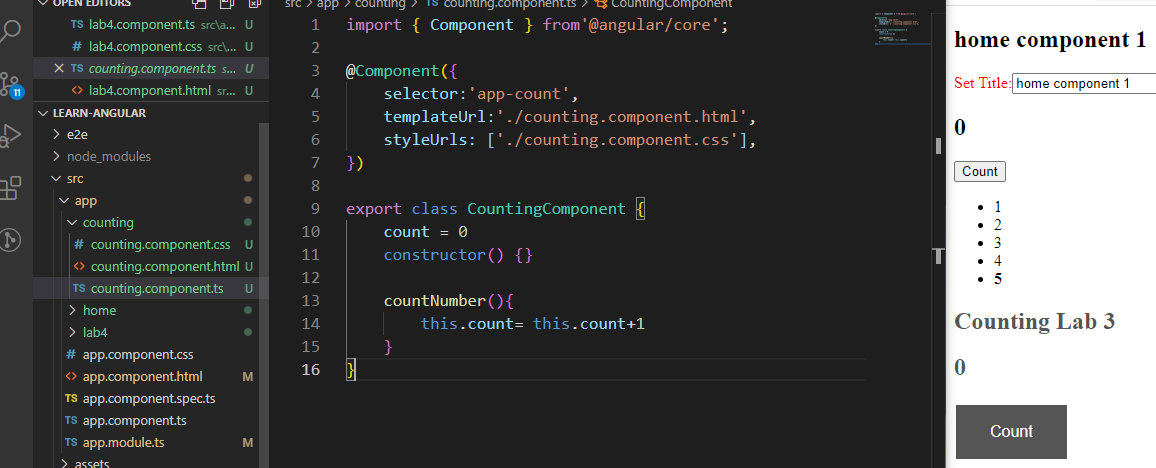 OPEN EDITORS
TS lab4.component.ts src\a... U
# lab4.component.css src\... U
TS counting.component.ts s... U
<> lab4.component.html sr... U
11
LEARN-ANGULAR
e2e
node_modules
src
app
counting
# counting.component.css U
<> counting.component.html U
TS counting.component.ts U
home
lab4
# app.component.css
<> app.component.html M
TS app.component.spec.ts
TS app.component.ts
TS app.module.ts M
assets
src > app > counting > TS counting.component.ts > CountingComponent
1 import { Component } from'@angular/core';
2
3 @Component({
4 selector:'app-count',
5 templateUrl:'./counting.component.html',
6 styleUrls: ['./counting.component.css'],
7 })
8
9 export class CountingComponent {
10 count = 0
11 constructor() {}
12
13 countNumber(){
14 this.count= this.count+1
15 }
16 }
home component 1
Set Title: home component 1
0
Count
• 1
• 2
• 3
• 4
• 5
Counting Lab 3
0
Count